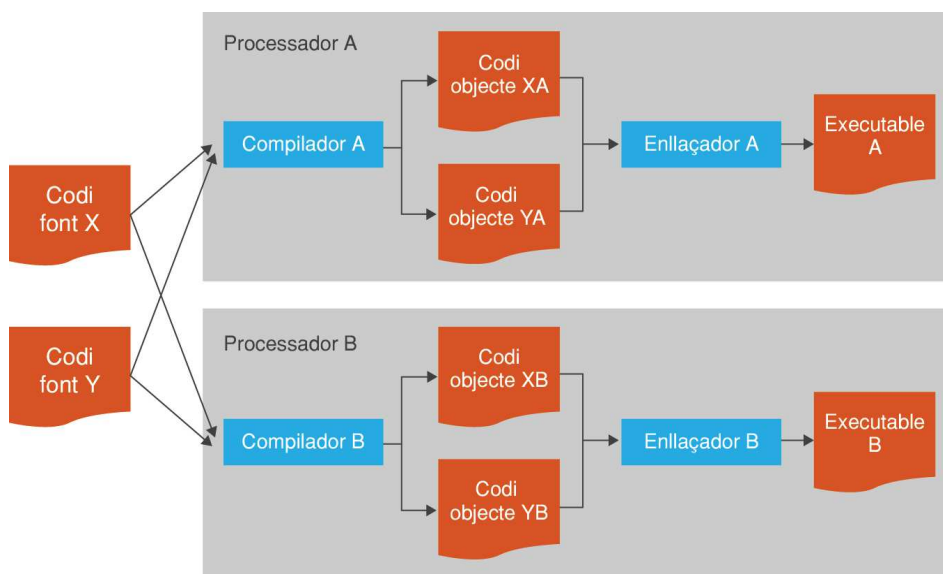 Processador A
Codi
objecte XA
Compilador A
Enllaçador A
Executable
A
Codi
objecte YA
Codi
font X
Codi
font Y
Processador B
Codi
objecte XB
Compilador B
Enllaçador B
Executable
B
Codi
objecte YB